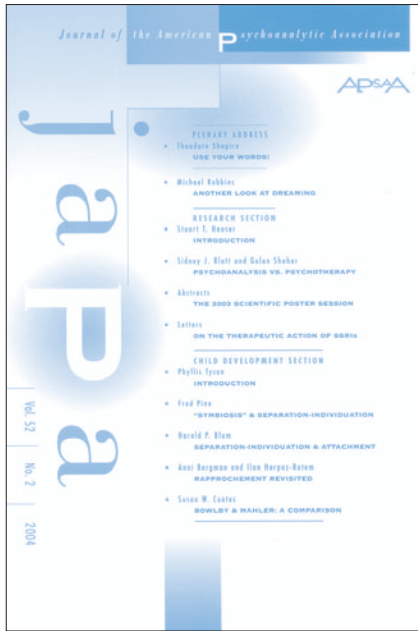 Journal of the American Psychoanalytic Association
APsaA
japa
PLENARY ADDRESS
Theodore Shapiro
USE YOUR WORDS!
Michael Robbins
ANOTHER LOOK AT DREAMING
RESEARCH SECTION
Stuart T. Hauser
INTRODUCTION
Sidney J. Blatt and Golan Shahar
PSYCHOANALYSIS VS. PSYCHOTHERAPY
Abstracts
THE 2003 SCIENTIFIC POSTER SESSION
Letters
ON THE THERAPEUTIC ACTION OF SSRIs
CHILD DEVELOPMENT SECTION
Phyllis Tyson
INTRODUCTION
Fred Pine
"SYMBIOSIS" & SEPARATION-INDIVIDUATION
Harold P. Blum
SEPARATION-INDIVIDUATION & ATTACHMENT
Anni Bergman and Ilan Harpaz-Rotem
RAPPROCHEMENT REVISITED
Susan W. Coates
BOWLBY & MAHLER: A COMPARISON
Vol. 52
No. 2
2004